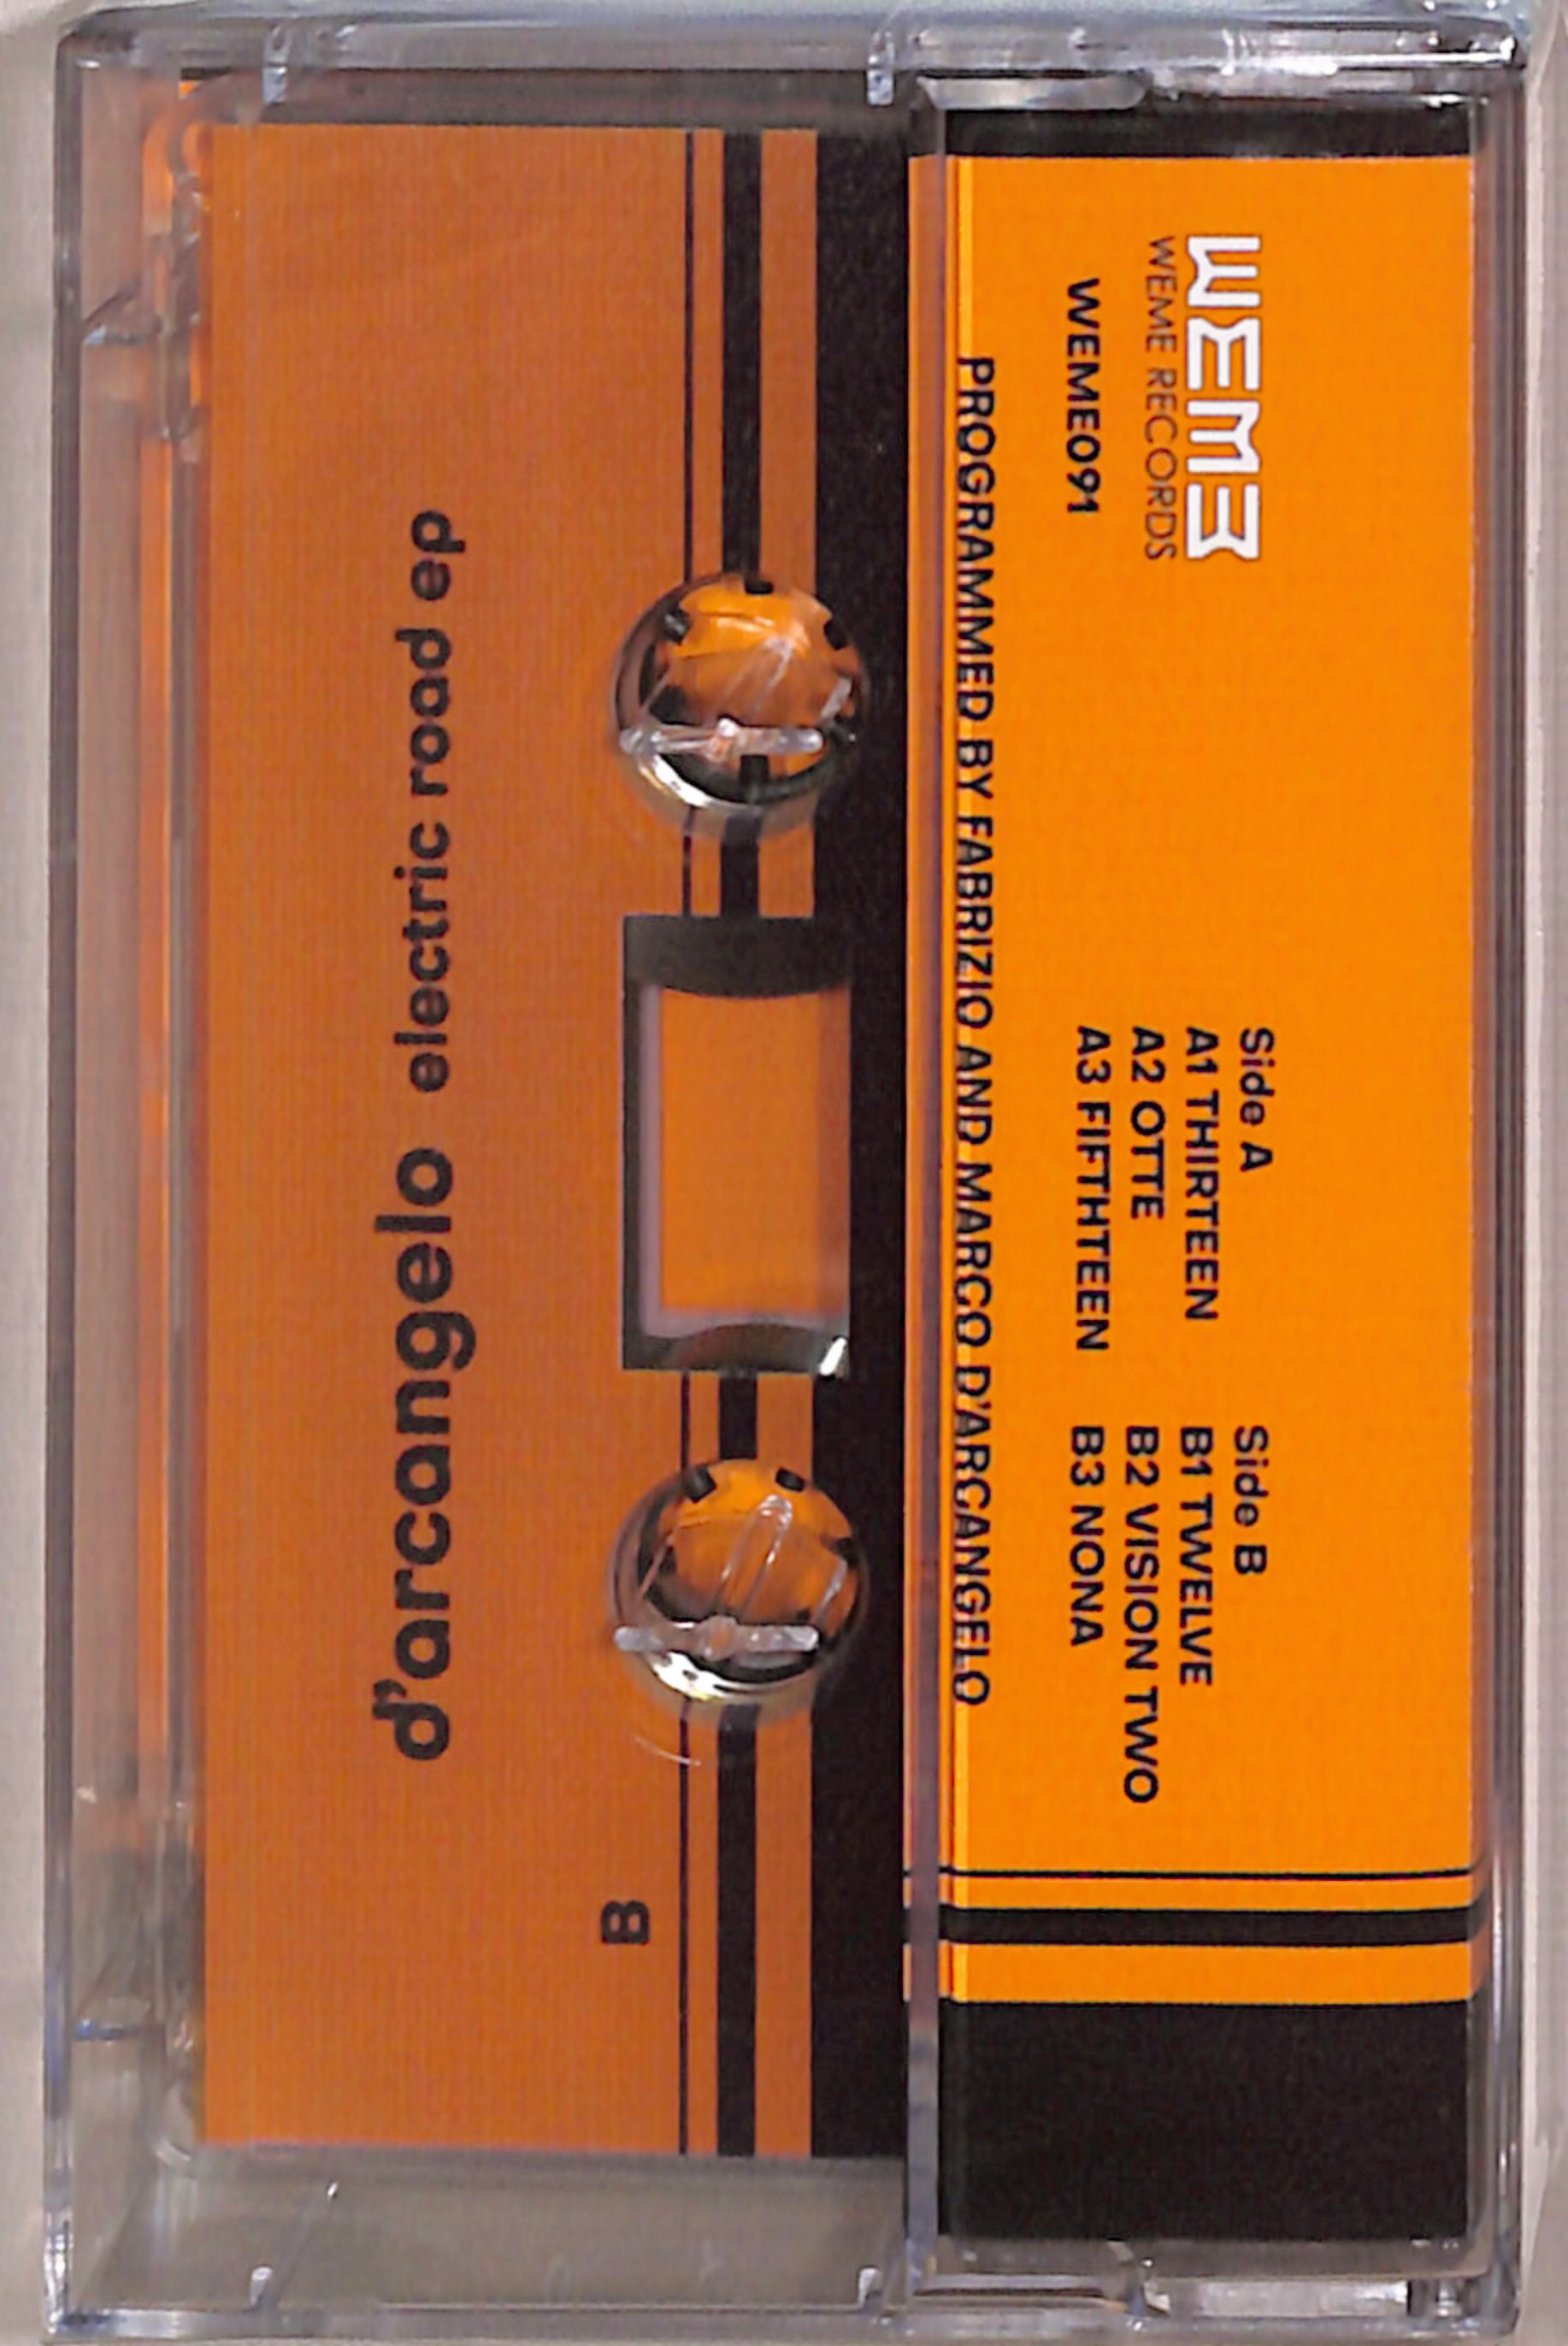 WEME
WEME RECORDS
WEME091
Side A
A1 THIRTEEN
A2 OTTE
A3 FIFTHTEEN
Side B
B1 TWELVE
B2 VISION TWO
B3 NONA
PROGRAMMED BY FABRIZIO AND MARCO D'ARCANGELO
d'arcangelo electric road ep
B